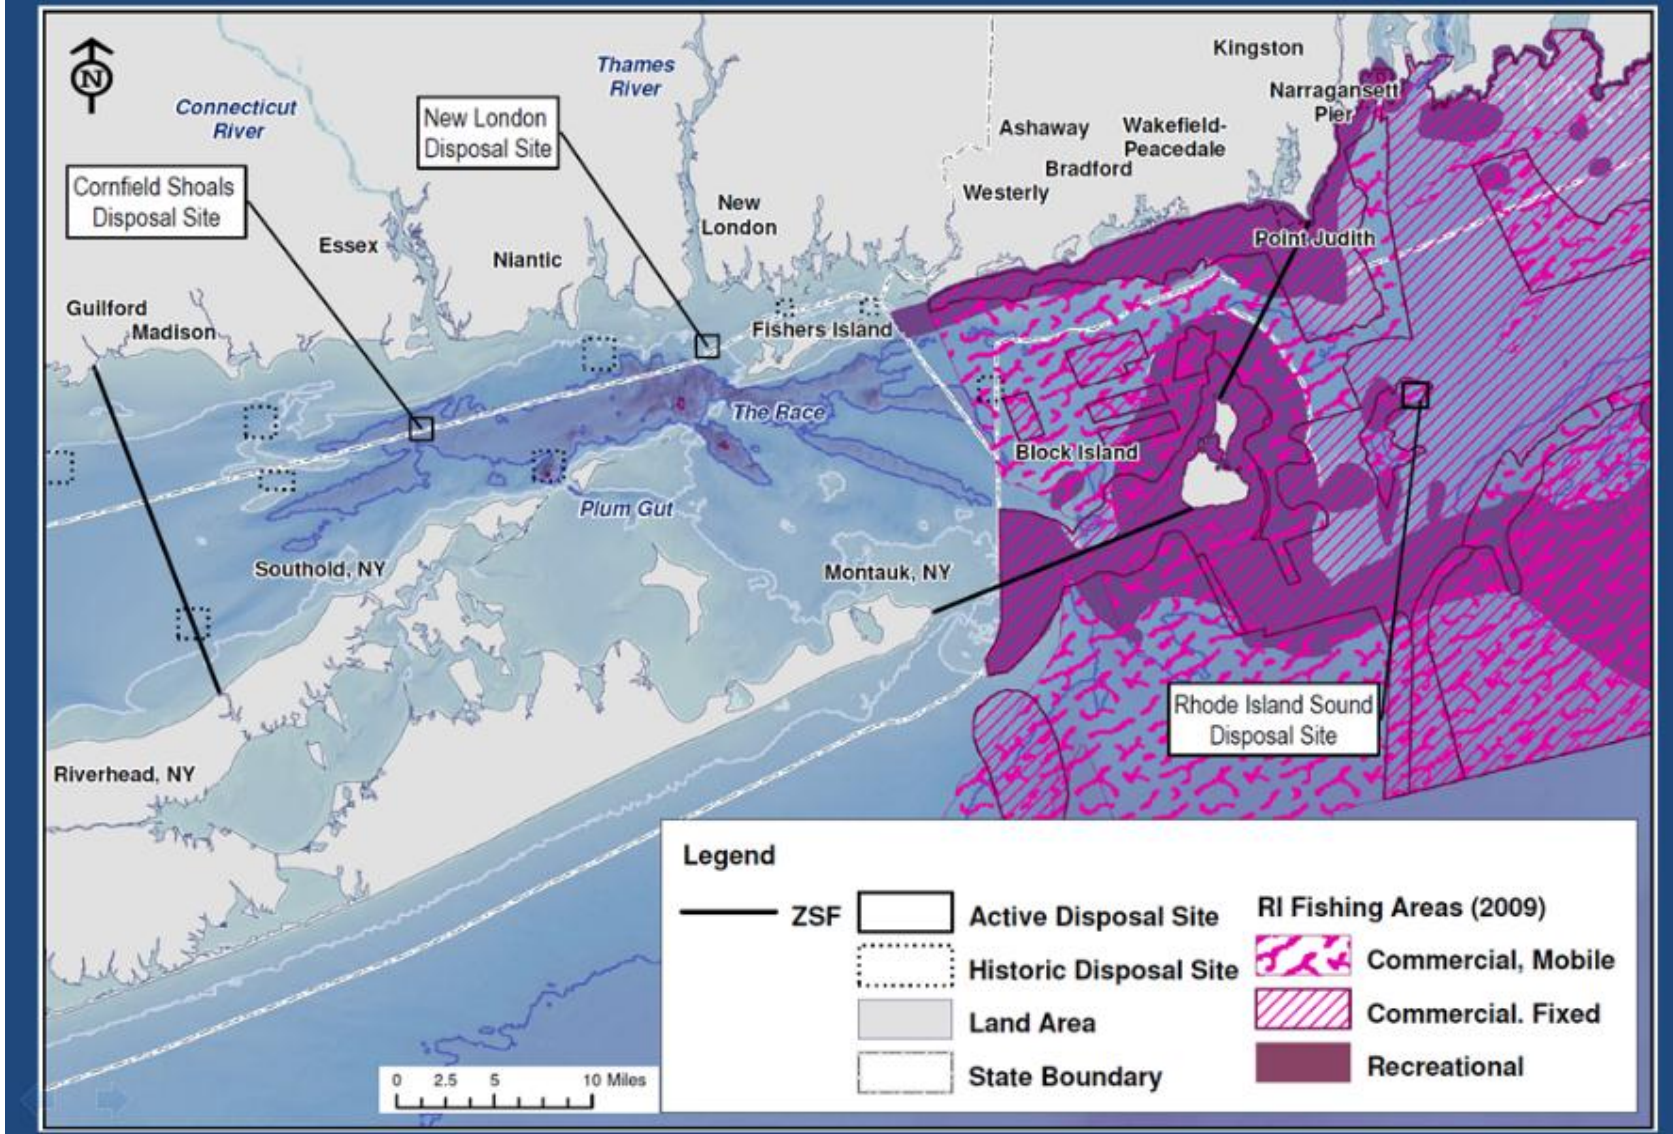 N
Kingston
Thames
River
Narragansett
Pier
Connecticut
River
New London
Disposal Site
Ashaway
Wakefield-
Peacedale
Bradford
Cornfield Shoals
Disposal Site
Westerly
New
London
Essex
Niantic
Point Judith
Guilford
Madison
Fishers Island
The Race
Block Island
Plum Gut
Southold, NY
Montauk, NY
Rhode Island Sound
Disposal Site
Riverhead, NY
Legend
ZSF
Active Disposal Site
Historic Disposal Site
Land Area
State Boundary
RI Fishing Areas (2009)
Commercial, Mobile
Commercial. Fixed
Recreational
0 2.5 5 10 Miles